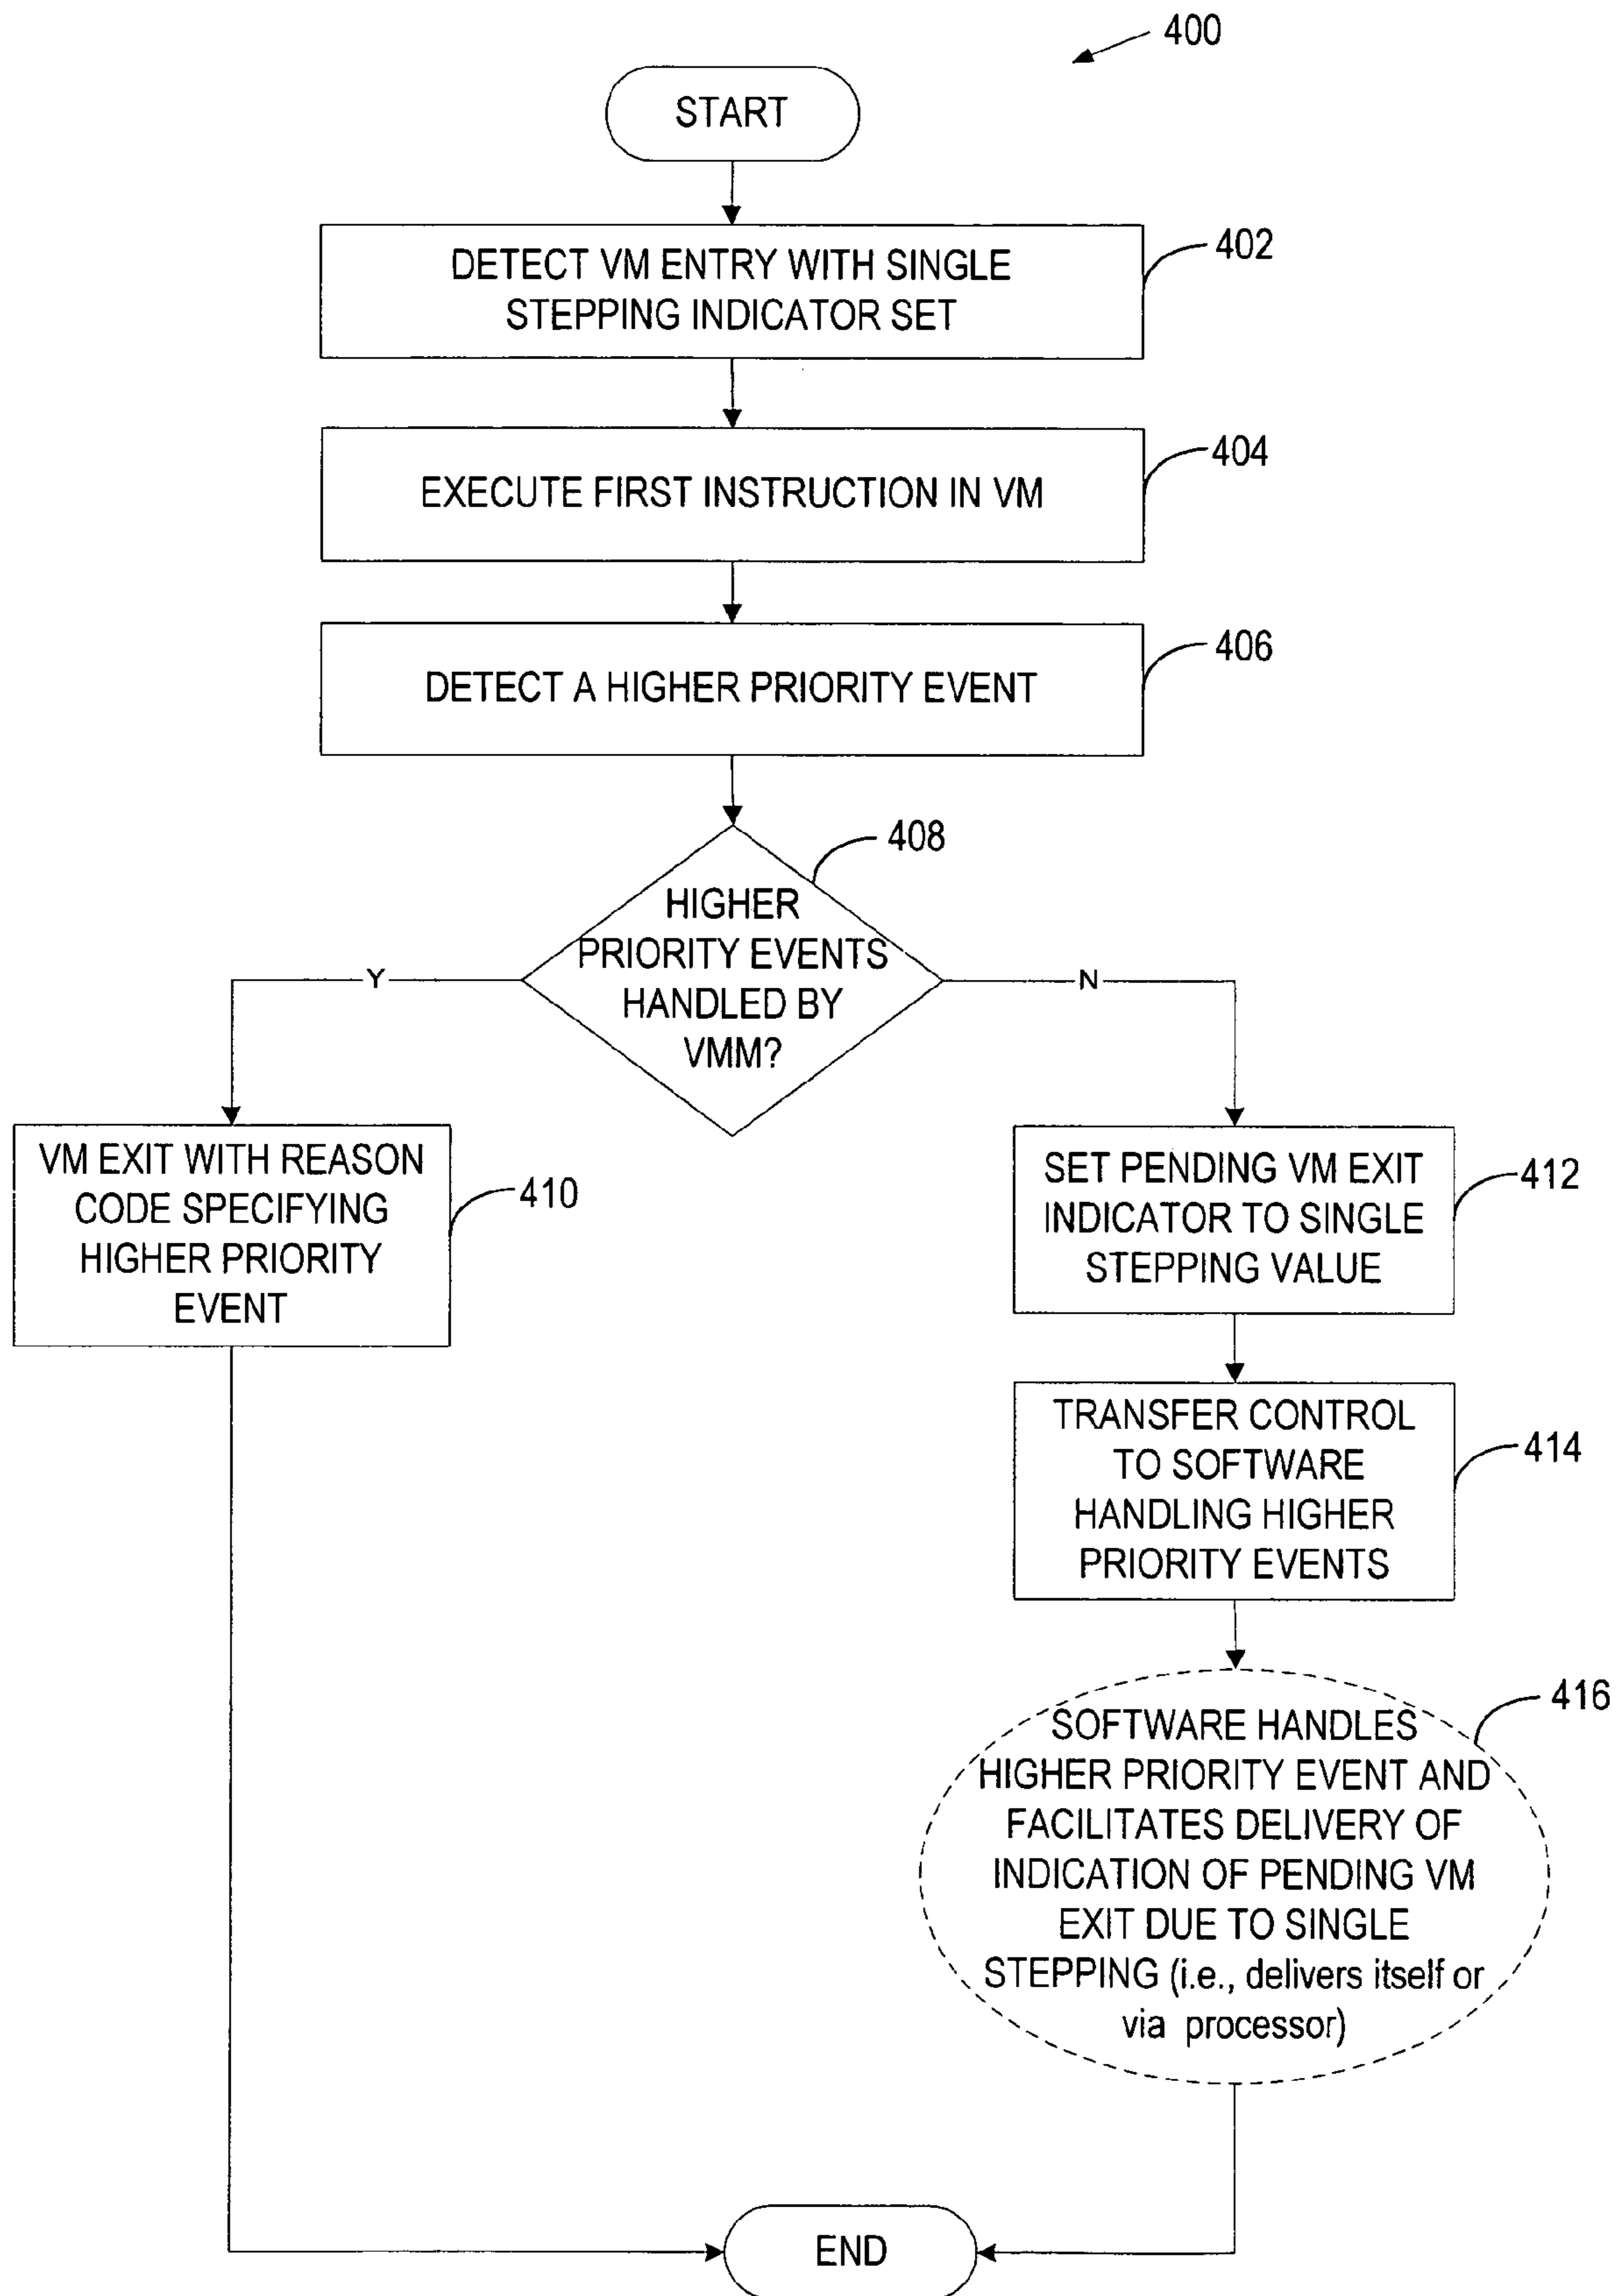 400
START
DETECT VM ENTRY WITH SINGLE
STEPPING INDICATOR SET
402
EXECUTE FIRST INSTRUCTION IN VM
404
DETECT A HIGHER PRIORITY EVENT
406
408
HIGHER
PRIORITY EVENTS
HANDLED BY
VMM?
Y
N
VM EXIT WITH REASON
CODE SPECIFYING
HIGHER PRIORITY
EVENT
410
SET PENDING VM EXIT
INDICATOR TO SINGLE
STEPPING VALUE
412
TRANSFER CONTROL
TO SOFTWARE
HANDLING HIGHER
PRIORITY EVENTS
414
416
SOFTWARE HANDLES
HIGHER PRIORITY EVENT AND
FACILITATES DELIVERY OF
INDICATION OF PENDING VM
EXIT DUE TO SINGLE
STEPPING (i.e., delivers itself or
via processor)
END